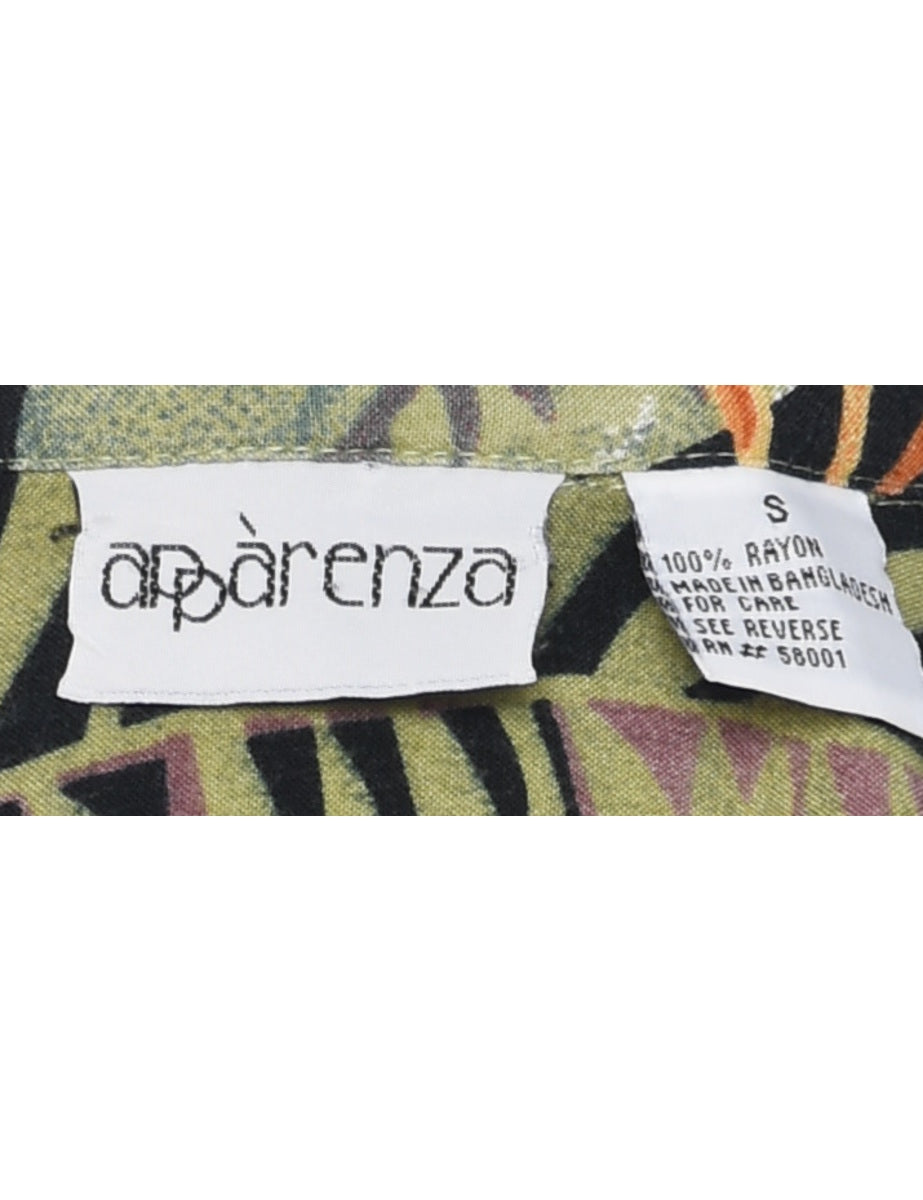 appàrenza
S
100% RAYON
MADE IN BANGLADESH
FOR CARE
SEE REVERSE
RN # 58001